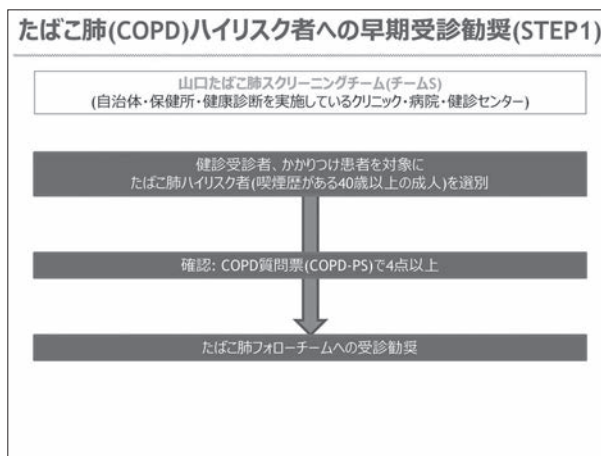 たばこ肺(COPD)ハイリスク者への早期受診勧奨(STEP1)
山口たばこ肺スクリーニングチーム(チームS)
(自治体・保健所・健康診断を実施しているクリニック・病院・健診センター)
健診受診者、かかりつけ患者を対象に
たばこ肺ハイリスク者(喫煙歴がある40歳以上の成人)を選別
確認: COPD質問票(COPD-PS)で4点以上
たばこ肺フォローチームへの受診勧奨